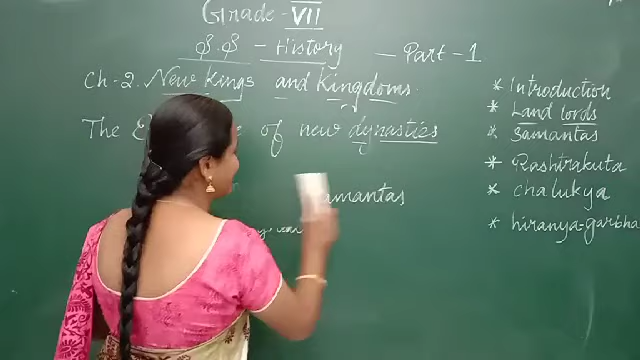 Grade - VII
S.S - History - Part - 1
Ch-2. New kings and Kingdoms.
The of new dynasties
samantas
* Introduction
* Land lords
* Samantas
* Rashtrakuta
* Chalukya
* hiranya-garbha